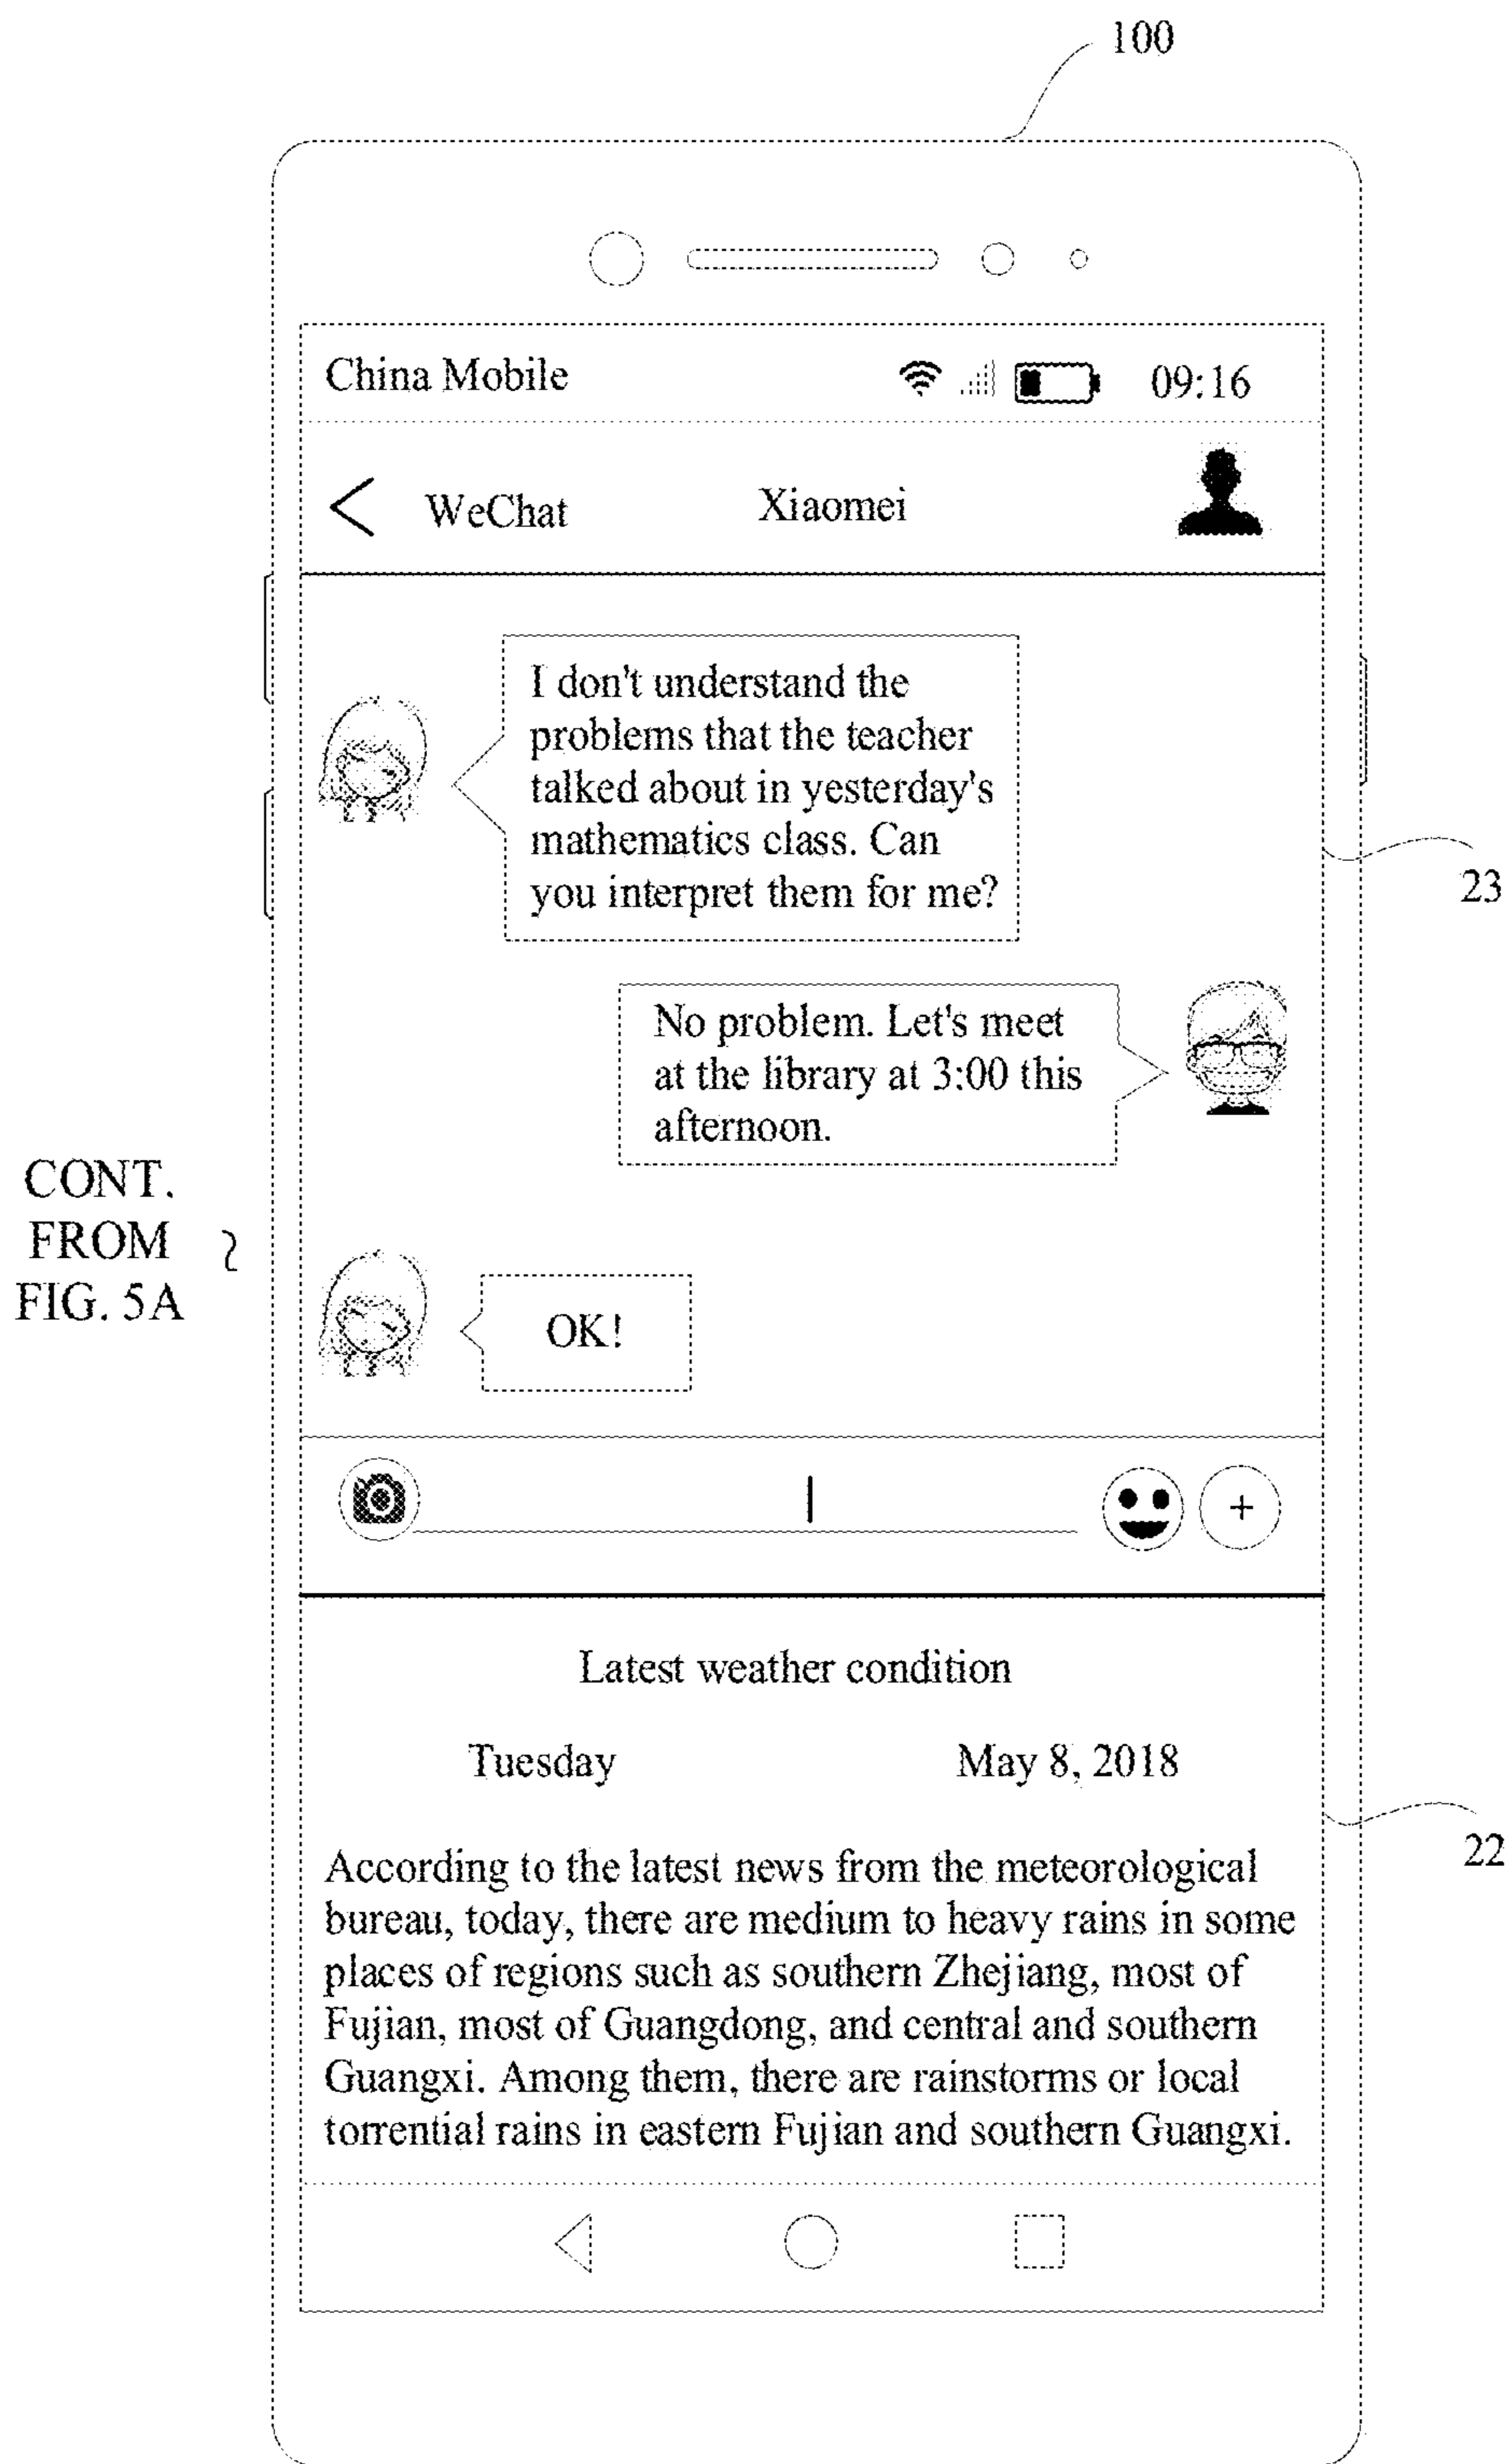 100
China Mobile 09:16
WeChat Xiaomei
I don't understand the
problems that the teacher
talked about in yesterday's
mathematics class. Can
you interpret them for me?
23
No problem. Let's meet
at the library at 3:00 this
afternoon.
CONT.
FROM
FIG. 5A
OK!
Latest weather condition
Tuesday May 8, 2018
22
According to the latest news from the meteorological
bureau, today, there are medium to heavy rains in some
places of regions such as southern Zhejiang, most of
Fujian, most of Guangdong, and central and southern
Guangxi. Among them, there are rainstorms or local
torrential rains in eastern Fujian and southern Guangxi.